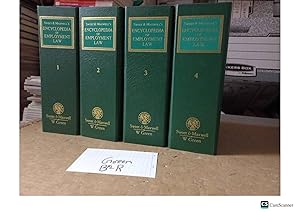 SWEET & MAXWELL'S
ENCYCLOPEDIA
OF
EMPLOYMENT
LAW
1
Sweet & Maxwell
W. Green
SWEET & MAXWELL'S
ENCYCLOPEDIA
OF
EMPLOYMENT
LAW
2
Sweet & Maxwell
W. Green
SWEET & MAXWELL'S
ENCYCLOPEDIA
OF
EMPLOYMENT
LAW
3
Sweet & Maxwell
W. Green
SWEET & MAXWELL'S
ENCYCLOPEDIA
OF
EMPLOYMENT
LAW
4
Sweet & Maxwell
W. Green
Green
B2R
CS CamScanner